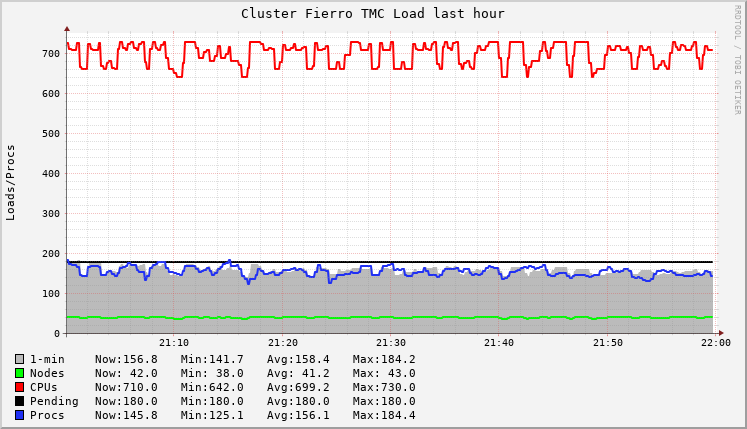 Cluster Fierro TMC Load last hour
RRDTOOL / TOBI OETIKER
Loads/Procs
700
600
500
400
300
200
100
0
21:10 21:20 21:30 21:40 21:50 22:00
1-min Now:156.8 Min:141.7 Avg:158.4 Max:184.2
Nodes Now: 42.0 Min: 38.0 Avg: 41.2 Max: 43.0
CPUs Now:710.0 Min:642.0 Avg:699.2 Max:730.0
Pending Now:180.0 Min:180.0 Avg:180.0 Max:180.0
Procs Now:145.8 Min:125.1 Avg:156.1 Max:184.4